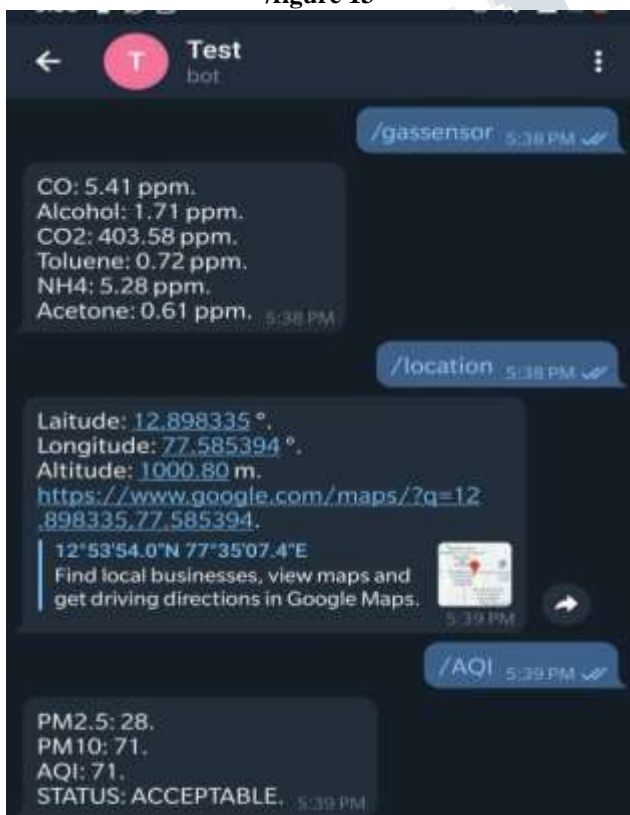 Test
bot
/gassensor 5:38 PM
CO: 5.41 ppm.
Alcohol: 1.71 ppm.
CO2: 403.58 ppm.
Toluene: 0.72 ppm.
NH4: 5.28 ppm.
Acetone: 0.61 ppm. 5:38 PM
/location 5:38 PM
Laitude: 12.898335 °.
Longitude: 77.585394 °.
Altitude: 1000.80 m.
https://www.google.com/maps/?q=12
.898335,77.585394.
12°53'54.0"N 77°35'07.4"E
Find local businesses, view maps and
get driving directions in Google Maps.
5:39 PM
/AQI 5:39 PM
PM2.5: 28.
PM10: 71.
AQI: 71.
STATUS: ACCEPTABLE. 5:39 PM